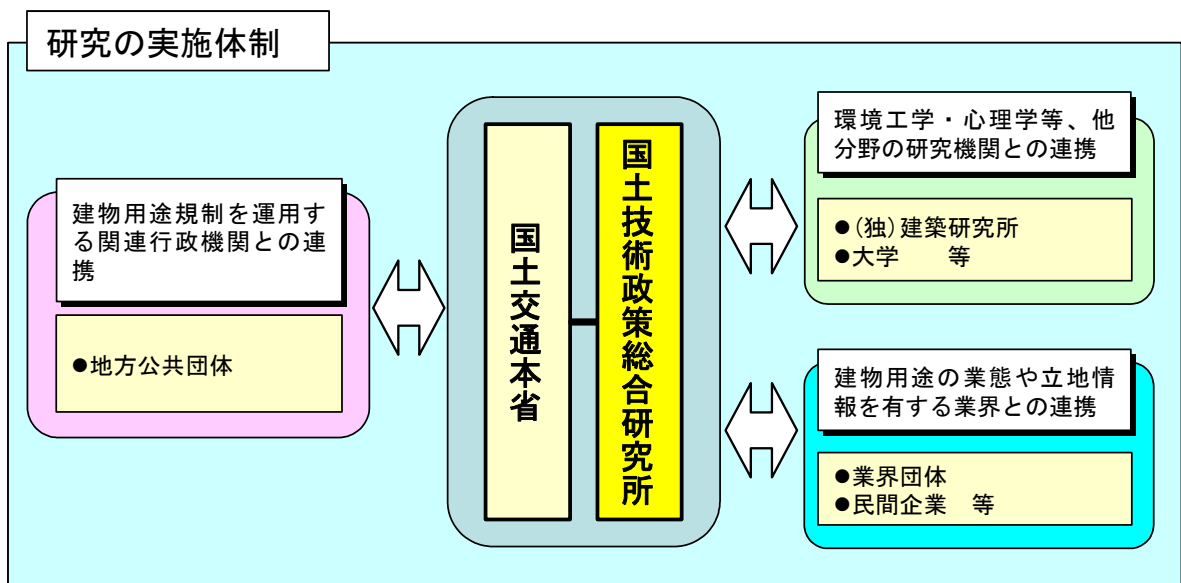 研究の実施体制
建物用途規制を運用す
る関連行政機関との連
携
●地方公共団体
国土交通本省
国土技術政策総合研究所
環境工学・心理学等、他
分野の研究機関との連携
●(独)建築研究所
●大学　　等
建物用途の業態や立地情
報を有する業界との連携
●業界団体
●民間企業　等